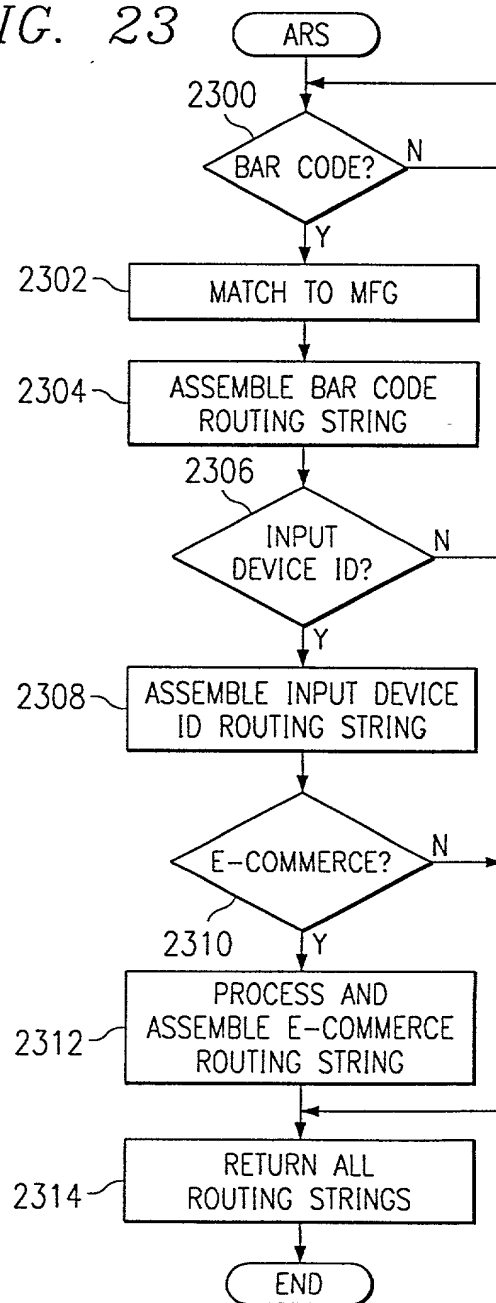 IG. 23
ARS
2300
BAR CODE?
N
Y
2302
MATCH TO MFG
2304
ASSEMBLE BAR CODE
ROUTING STRING
2306
INPUT
DEVICE ID?
N
Y
2308
ASSEMBLE INPUT DEVICE
ID ROUTING STRING
E-COMMERCE?
N
2310
Y
2312
PROCESS AND
ASSEMBLE E-COMMERCE
ROUTING STRING
2314
RETURN ALL
ROUTING STRINGS
END